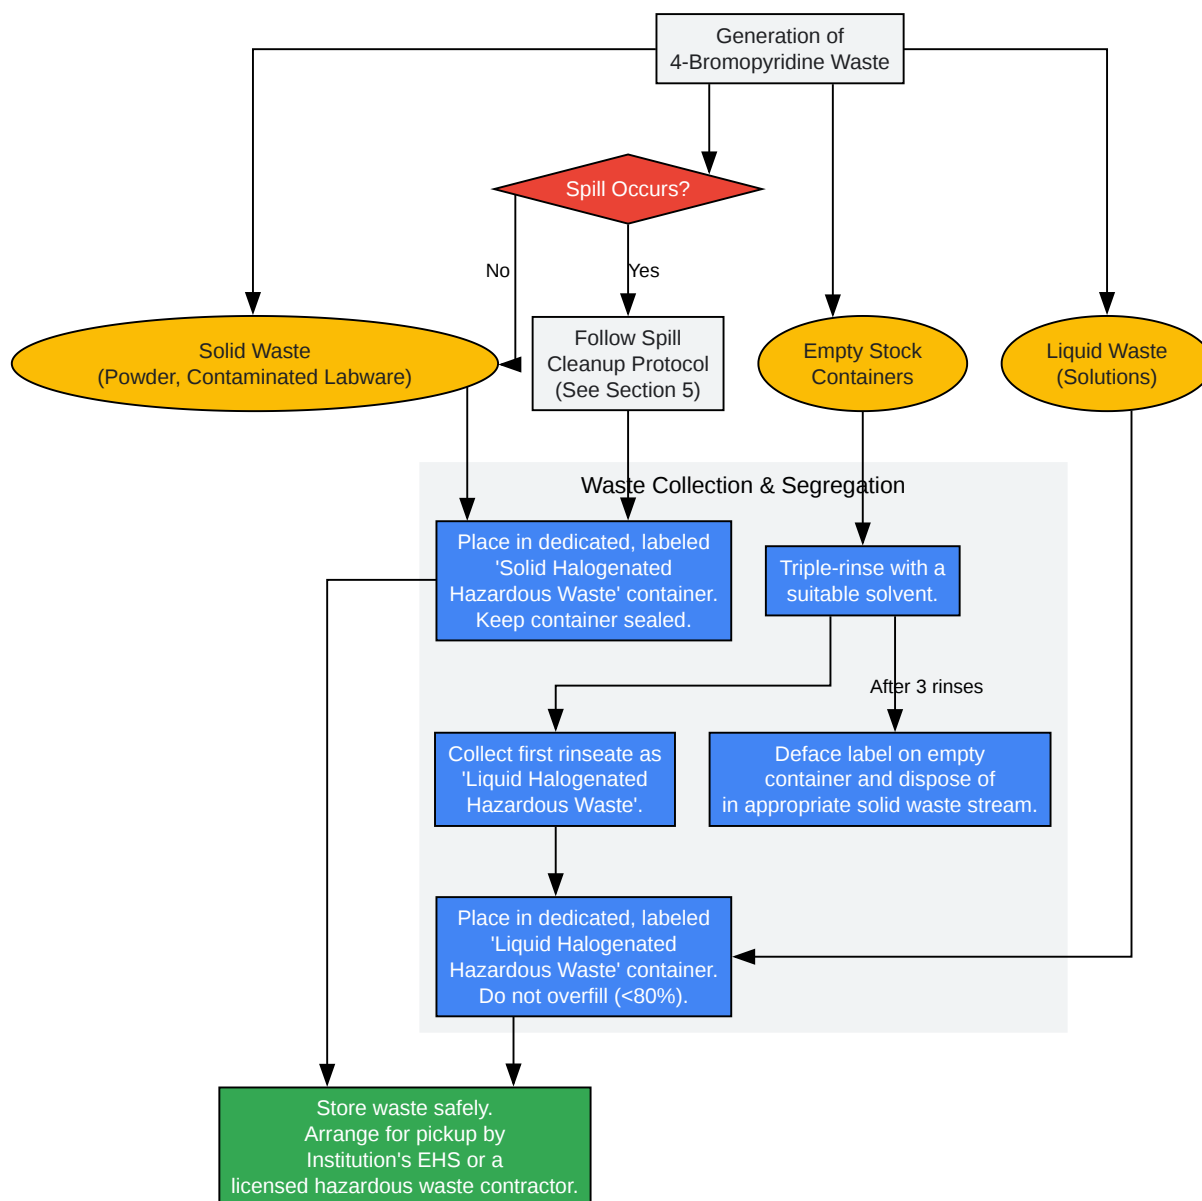 Generation of
4-Bromopyridine Waste
Spill Occurs?
No
Yes
Solid Waste
(Powder, Contaminated Labware)
Follow Spill
Cleanup Protocol
(See Section 5)
Empty Stock
Containers
Liquid Waste
(Solutions)
Waste Collection & Segregation
Place in dedicated, labeled
'Solid Halogenated
Hazardous Waste' container.
Keep container sealed.
Triple-rinse with a
suitable solvent.
After 3 rinses
Collect first rinseate as
'Liquid Halogenated
Hazardous Waste'.
Deface label on empty
container and dispose of
in appropriate solid waste stream.
Place in dedicated, labeled
'Liquid Halogenated
Hazardous Waste' container.
Do not overfill (<80%).
Store waste safely.
Arrange for pickup by
Institution's EHS or a
licensed hazardous waste contractor.